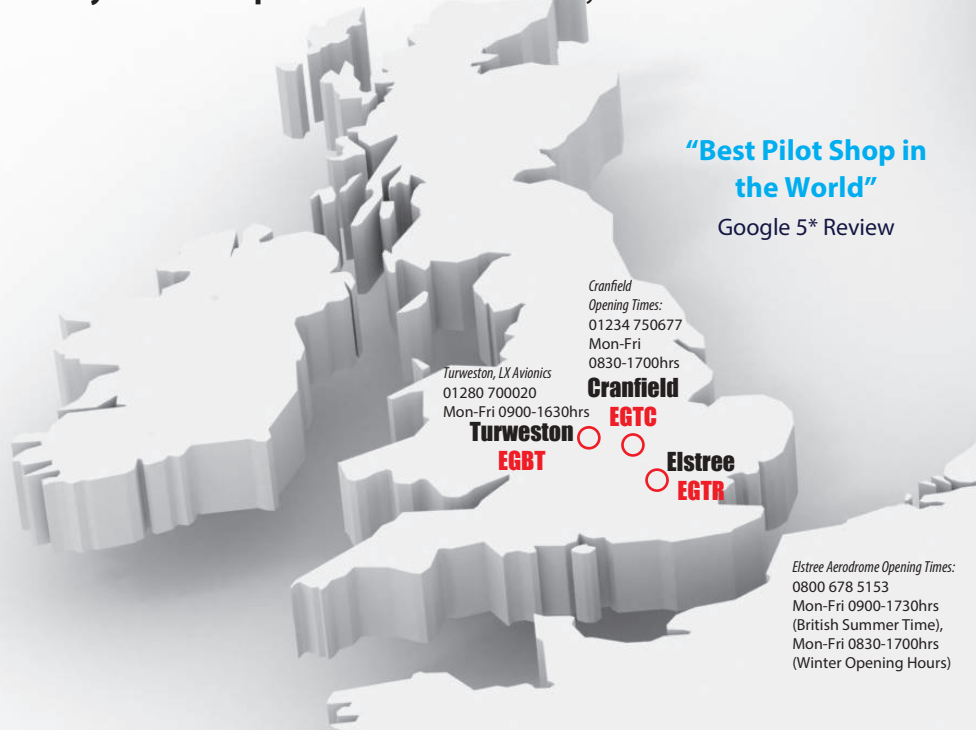 “Best Pilot Shop in
the World”
Google 5* Review
Cranfield
Opening Times:
01234 750677
Mon-Fri
0830-1700hrs
Cranfield
EGTC
Turweston, LX Avionics
01280 700020
Mon-Fri 0900-1630hrs
Turweston
EGBT
Elstree
EGTR
Elstree Aerodrome Opening Times:
0800 678 5153
Mon-Fri 0900-1730hrs
(British Summer Time),
Mon-Fri 0830-1700hrs
(Winter Opening Hours)